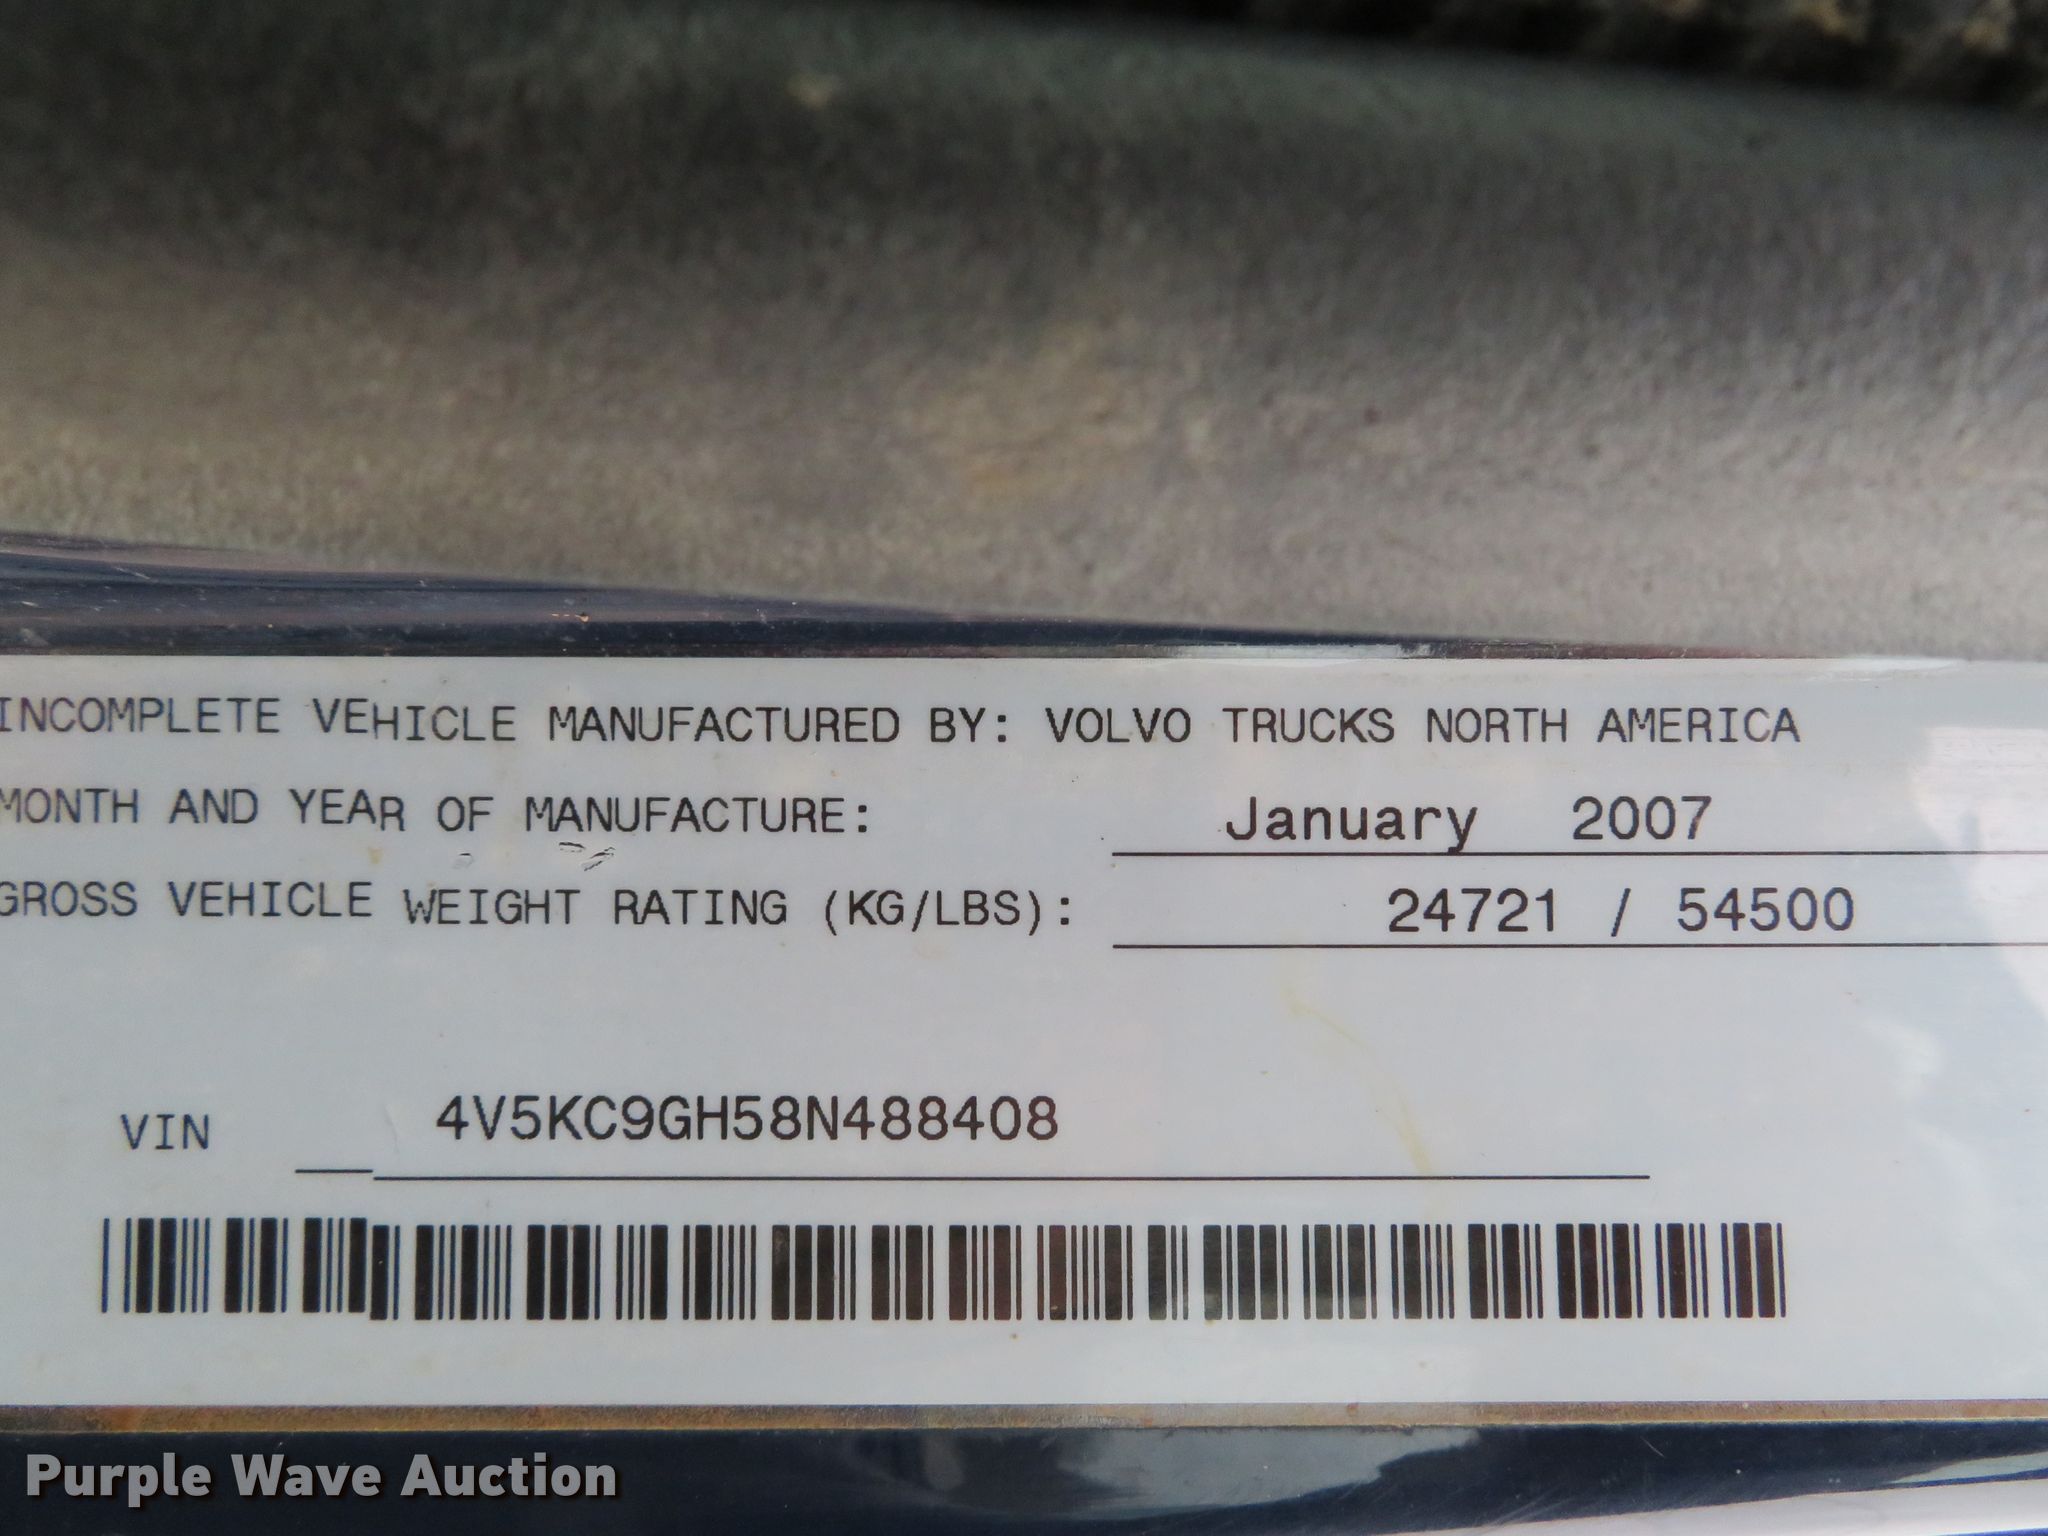 INCOMPLETE VEHICLE MANUFACTURED BY: VOLVO TRUCKS NORTH AMERICA
MONTH AND YEAR OF MANUFACTURE: January 2007
GROSS VEHICLE WEIGHT RATING (KG/LBS): 24721 / 54500
VIN 4V5KC9GH58N488408
Purple Wave Auction